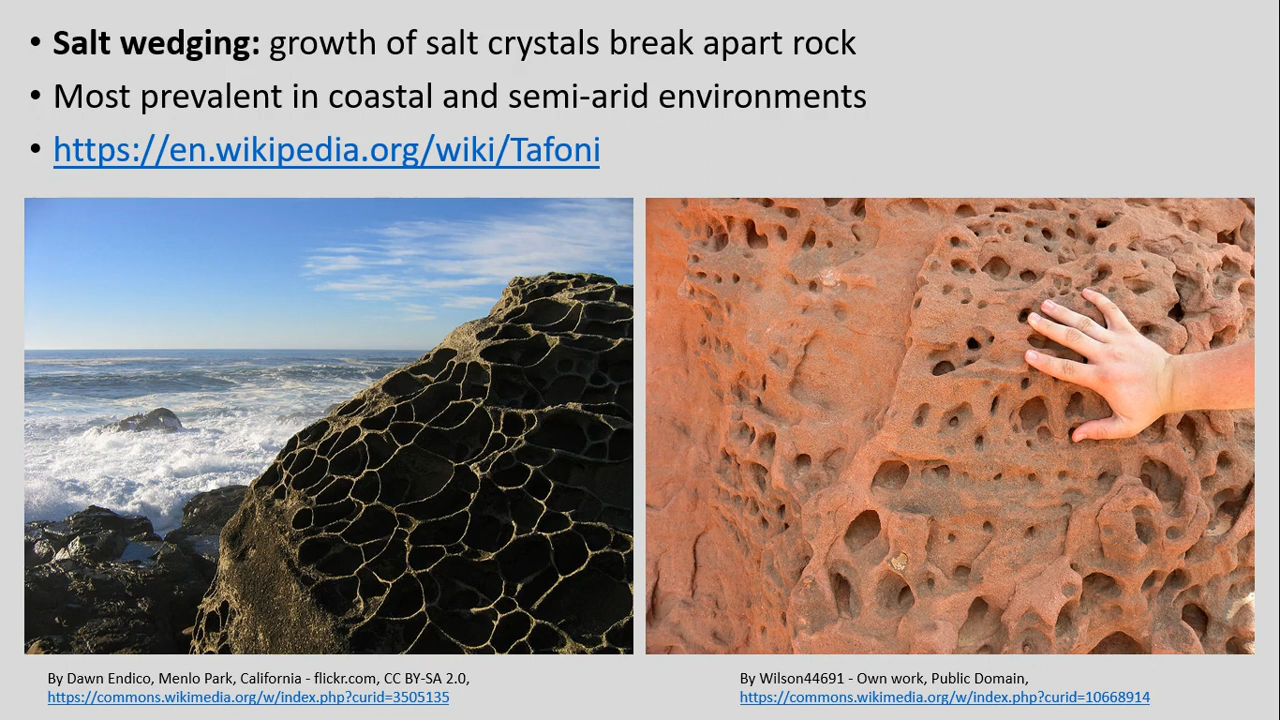 • Salt wedging: growth of salt crystals break apart rock
• Most prevalent in coastal and semi-arid environments
• https://en.wikipedia.org/wiki/Tafoni
By Dawn Endico, Menlo Park, California - flickr.com, CC BY-SA 2.0,
https://commons.wikimedia.org/w/index.php?curid=3505135
By Wilson44691 - Own work, Public Domain,
https://commons.wikimedia.org/w/index.php?curid=10668914